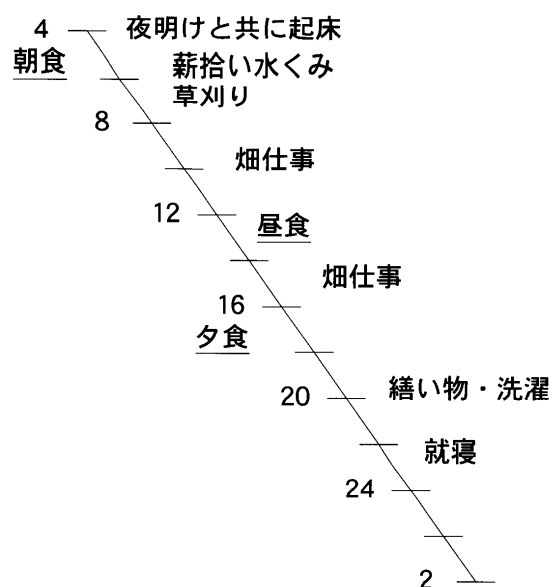 4 夜明けと共に起床
朝食 薪拾い水くみ
草刈り
8
畑仕事
12
昼食
畑仕事
16
夕食
20 繕い物・洗濯
就寝
24
2